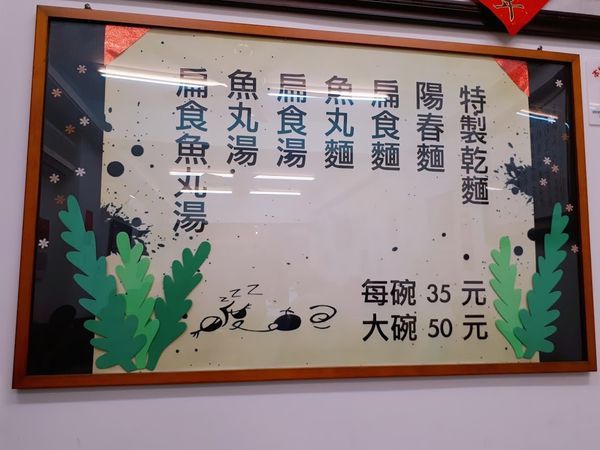 特製乾麵
陽春麵
扁食麵
魚丸麵
扁食湯
魚丸湯
扁食魚丸湯
每碗 35 元
大碗 50 元
zzz